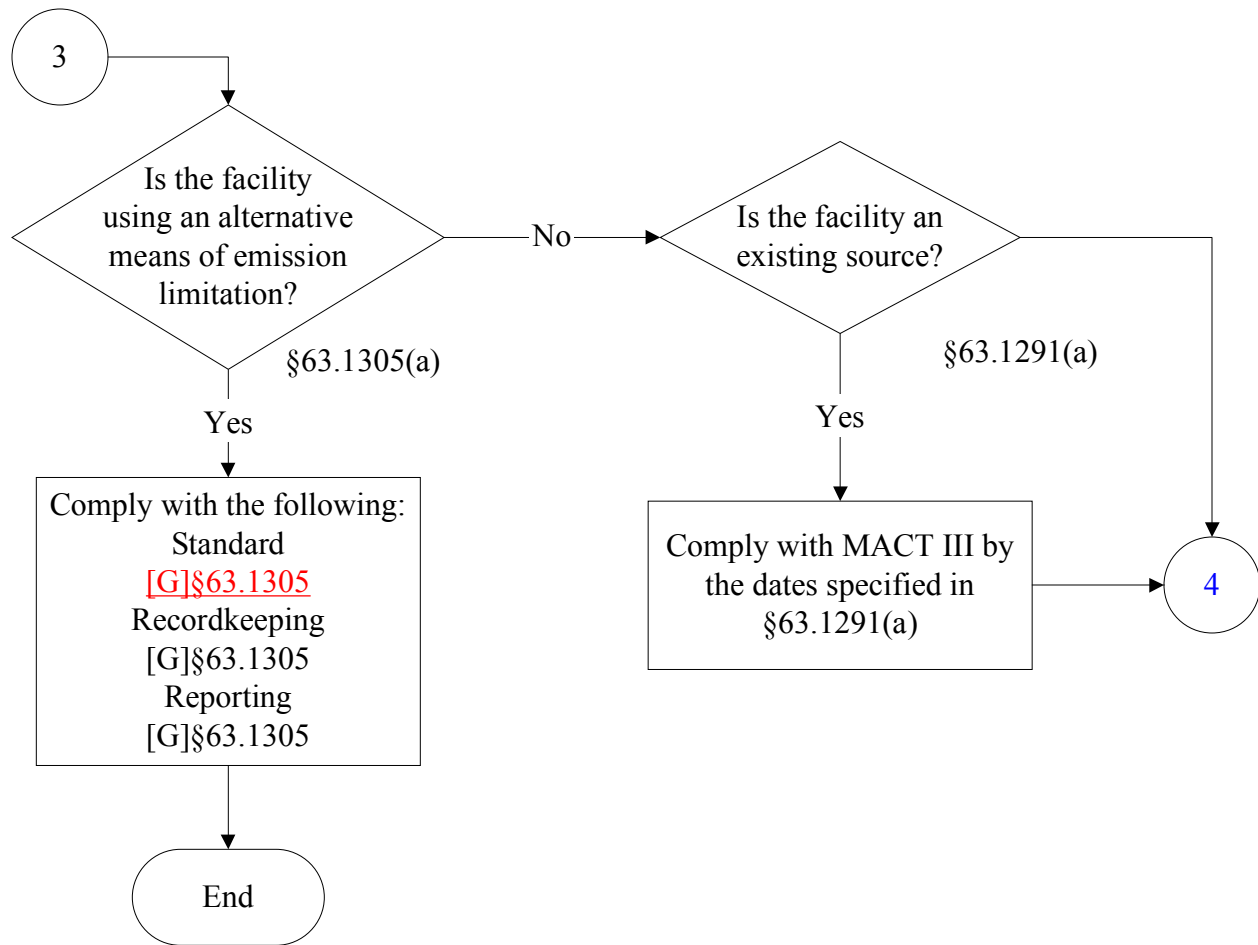 3
Is the facility
using an alternative
means of emission
limitation?
§63.1305(a)
No
Is the facility an
existing source?
§63.1291(a)
Yes
Yes
Comply with the following:
Standard
[G]§63.1305
Recordkeeping
[G]§63.1305
Reporting
[G]§63.1305
Comply with MACT III by
the dates specified in
§63.1291(a)
4
End